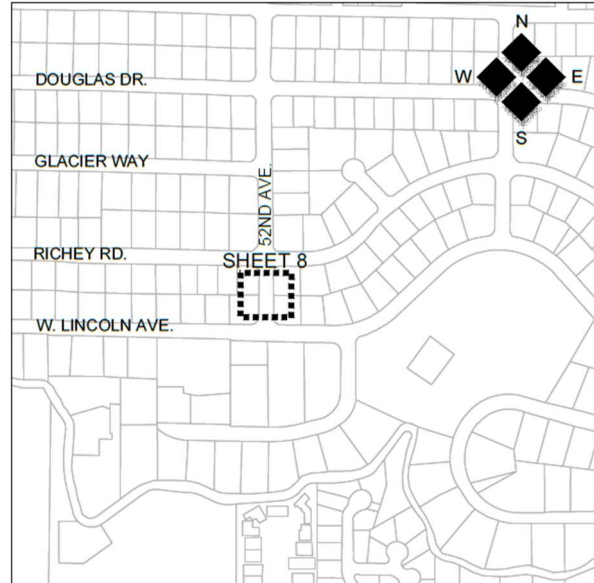 N
W E
S
DOUGLAS DR.
GLACIER WAY
52ND AVE.
RICHEY RD.
SHEET 8
W. LINCOLN AVE.